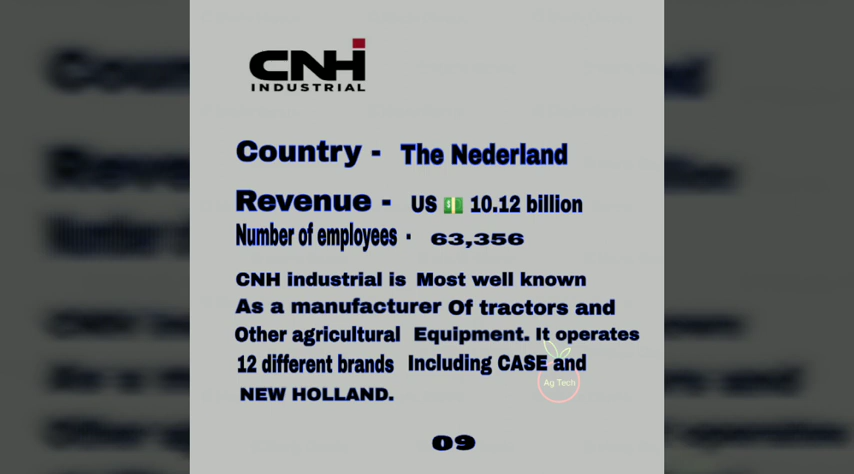 CNH
INDUSTRIAL
Country - The Nederland
Revenue - US 💵 10.12 billion
Number of employees · 63,356
CNH industrial is Most well known
As a manufacturer Of tractors and
Other agricultural Equipment. It operates
12 different brands Including CASE and
Ag Tech
NEW HOLLAND.
09